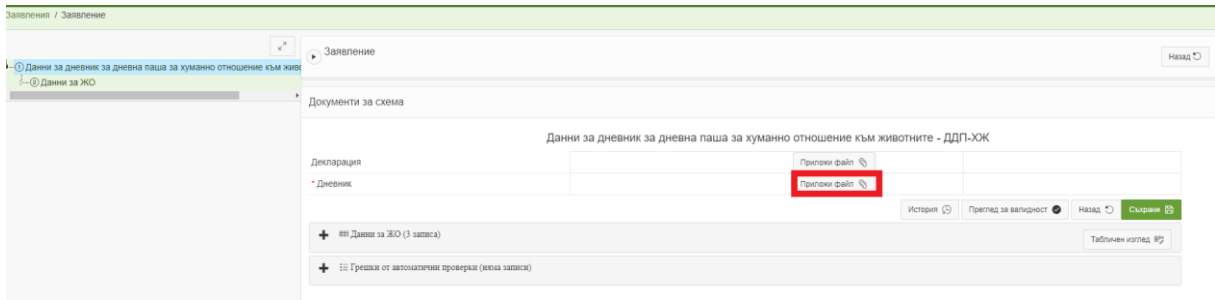 Заявления / Заявление
Заявление
Назад
① Данни за дневник за дневна паша за хуманно отношение към живо
② Данни за ЖО
Документи за схема
Данни за дневник за дневна паша за хуманно отношение към животните - ДДП-ХЖ
Декларация Приложи файл
* Дневник Приложи файл
История Преглед за валидност Назад Съхрани
Данни за ЖО (3 записа) Табличен изглед
Грешки от автоматични проверки (няма записи)